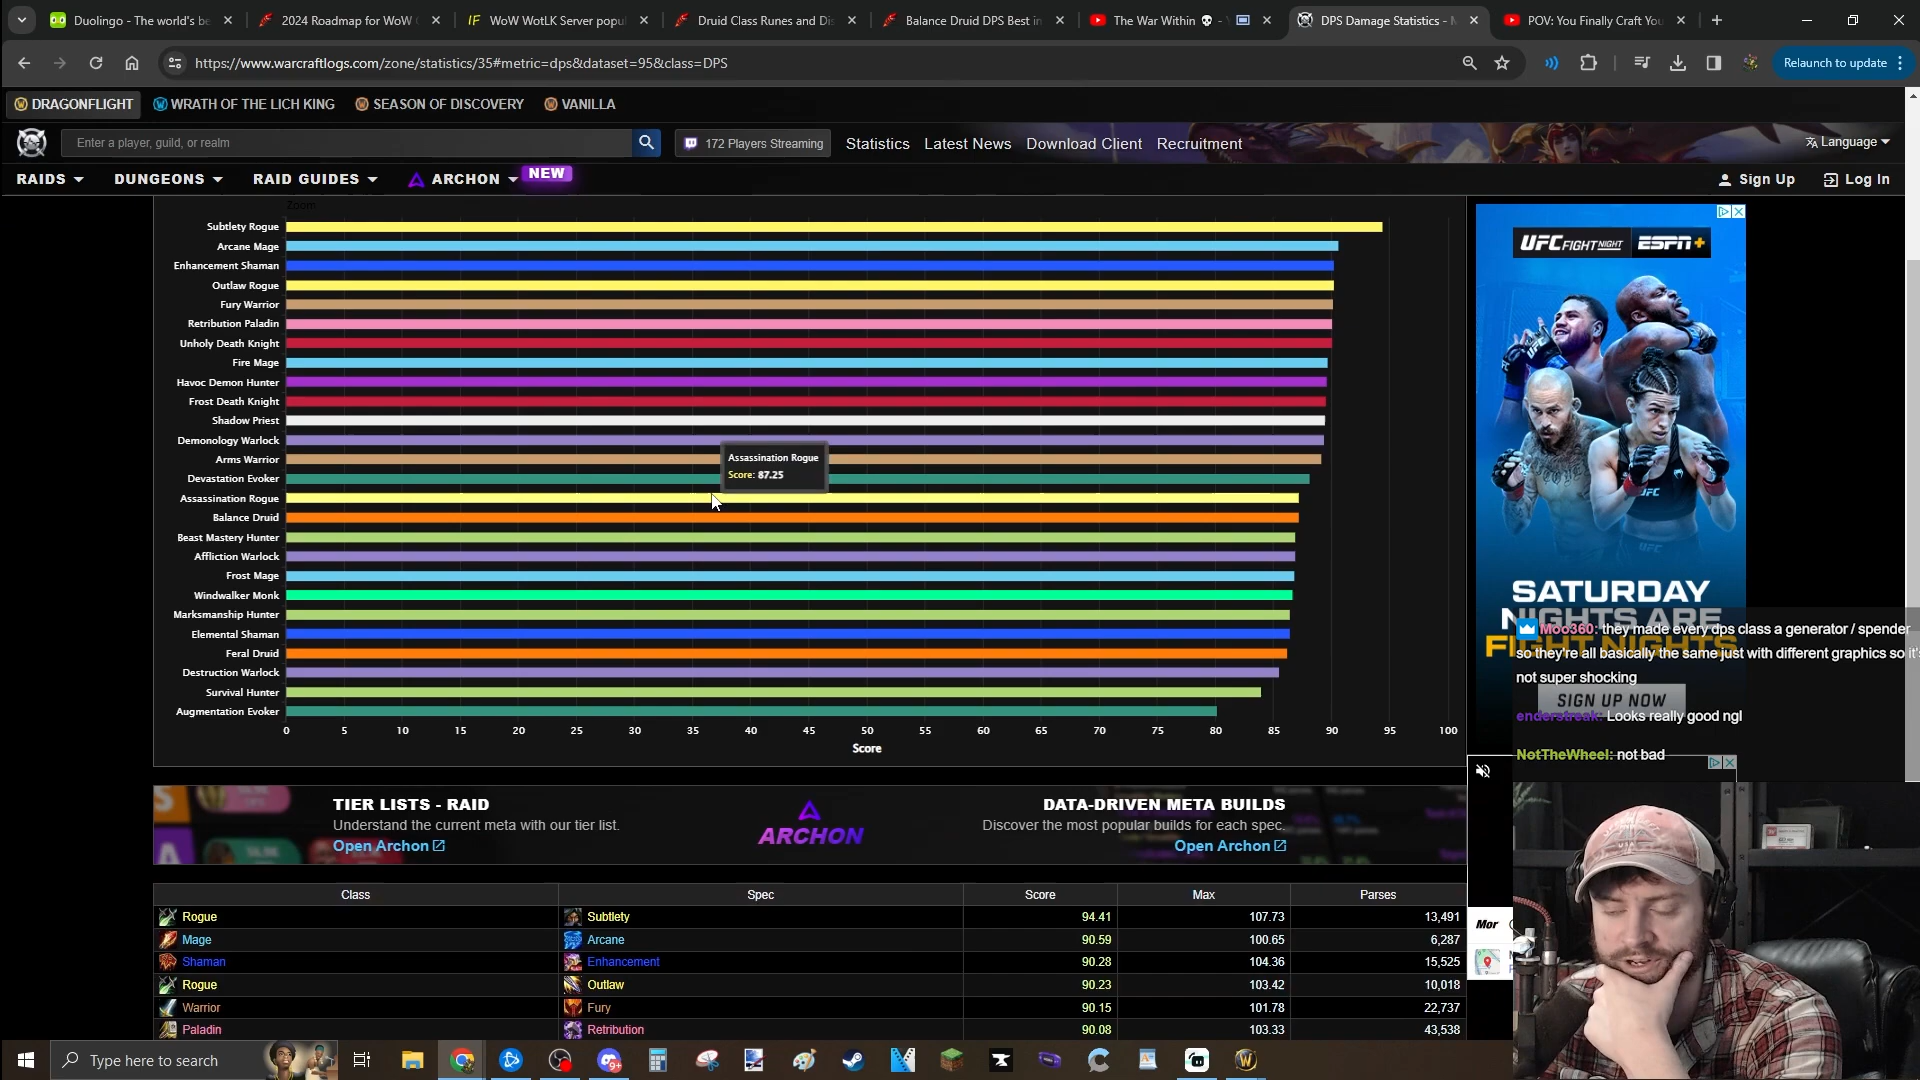 Duolingo - The world's be
2024 Roadmap for WoW C
WoW WotLK Server popul
Druid Class Runes and Dis
Balance Druid DPS Best in
The War Within 💀 -
DPS Damage Statistics -
POV: You Finally Craft You
https://www.warcraftlogs.com/zone/statistics/35#metric=dps&dataset=95&class=DPS
Relaunch to update
DRAGONFLIGHT
WRATH OF THE LICH KING
SEASON OF DISCOVERY
VANILLA
Enter a player, guild, or realm
172 Players Streaming
Statistics
Latest News
Download Client
Recruitment
Language
RAIDS
DUNGEONS
RAID GUIDES
ARCHON
NEW
Sign Up
Log In
Zoom
Subtlety Rogue
Arcane Mage
Enhancement Shaman
Outlaw Rogue
Fury Warrior
Retribution Paladin
Unholy Death Knight
Fire Mage
Havoc Demon Hunter
Frost Death Knight
Shadow Priest
Demonology Warlock
Arms Warrior
Devastation Evoker
Assassination Rogue
Balance Druid
Beast Mastery Hunter
Affliction Warlock
Frost Mage
Windwalker Monk
Marksmanship Hunter
Elemental Shaman
Feral Druid
Destruction Warlock
Survival Hunter
Augmentation Evoker
Assassination Rogue
Score: 87.25
0 5 10 15 20 25 30 35 40 45 50 55 60 65 70 75 80 85 90 95 100
Score
UFC FIGHT NIGHT ESPN+
SATURDAY
NIGHTS ARE
FIGHT NIGHTS
SIGN UP NOW
Moo360: they made every dps class a generator / spender
so they're all basically the same just with different graphics so it's
not super shocking
enderstreak: Looks really good ngl
NotTheWheel: not bad
TIER LISTS - RAID
Understand the current meta with our tier list.
Open Archon
ARCHON
DATA-DRIVEN META BUILDS
Discover the most popular builds for each spec.
Open Archon
Class Spec Score Max Parses
Rogue Subtlety 94.41 107.73 13,491
Mage Arcane 90.59 100.65 6,287
Shaman Enhancement 90.28 104.36 15,525
Rogue Outlaw 90.23 103.42 10,018
Warrior Fury 90.15 101.78 22,737
Paladin Retribution 90.08 103.33 43,538
Mor
Type here to search